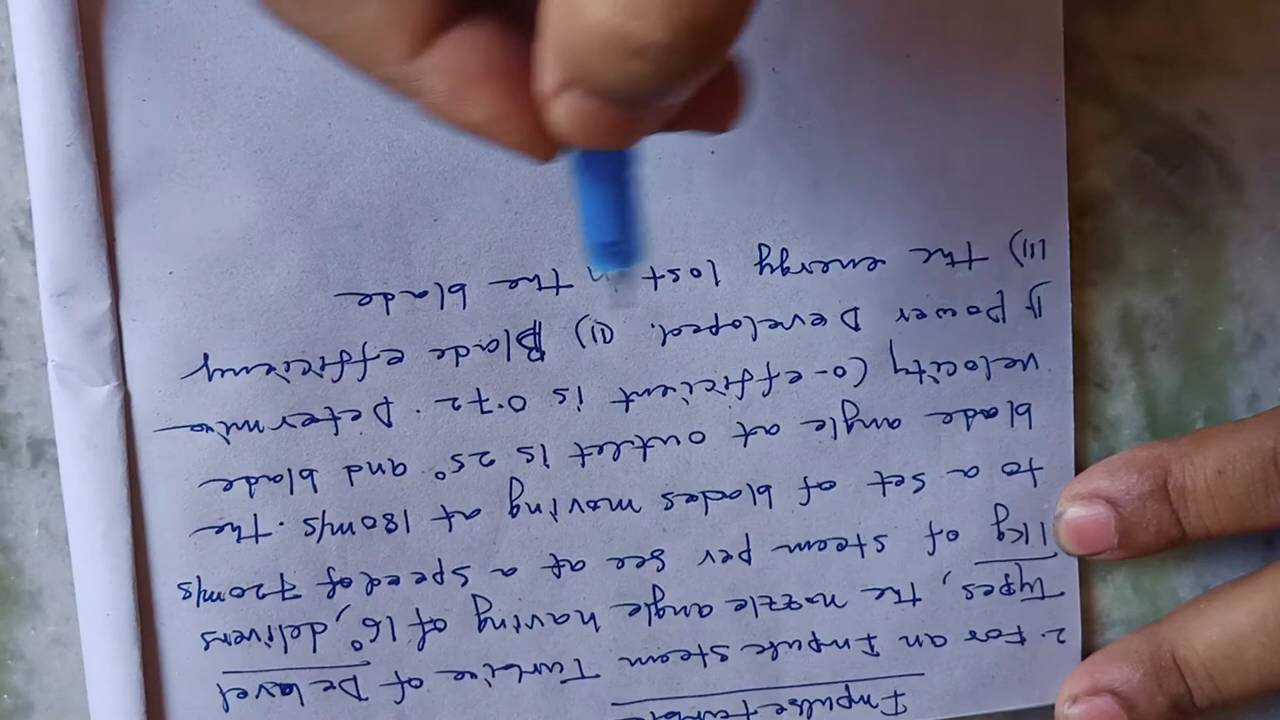 Impulse turbi
2. For an Impulse steam Turbine of De lavel
Types, the nozzle angle having of 16°, delivers
1kg of steam per see at a speed of 720m/s
to a set of blades moving at 180m/s. The
blade angle at outlet is 25° and blade
velocity co-efficient is 0.72. Determine
I) Power Developed. (II) Blade efficiency
III) the energy lost in the blade